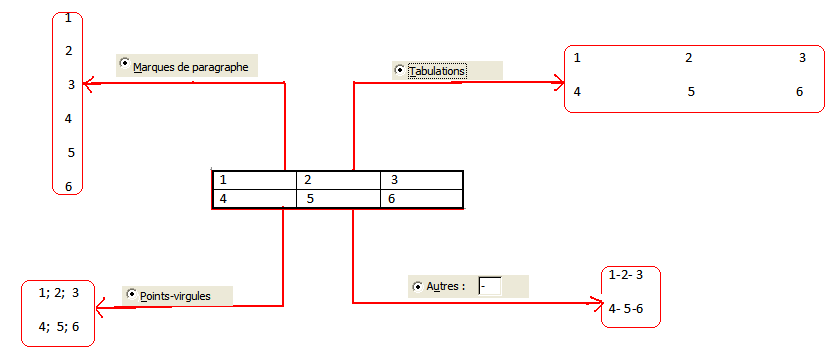 1
2
3
4
5
6
Marques de paragraphe
Tabulations
1 2 3
4 5 6
1 2 3
4 5 6
Points-virgules
1; 2; 3
4; 5; 6
Autres : -
1-2- 3
4- 5-6